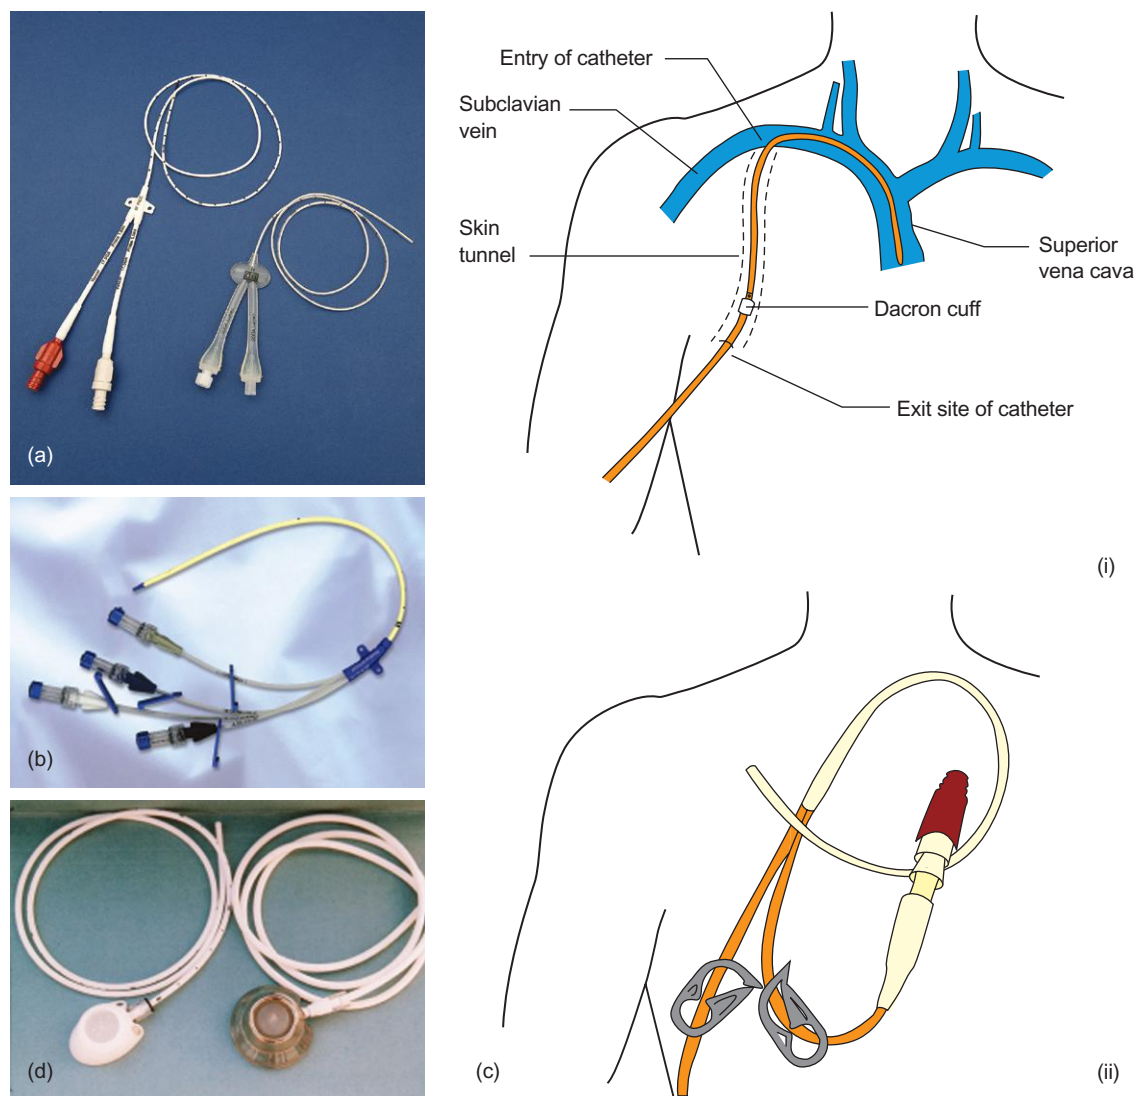 (a)
(b)
(d)
Entry of catheter
Subclavian
vein
Skin
tunnel
Superior
vena cava
Dacron cuff
Exit site of catheter
(i)
(c)
(ii)